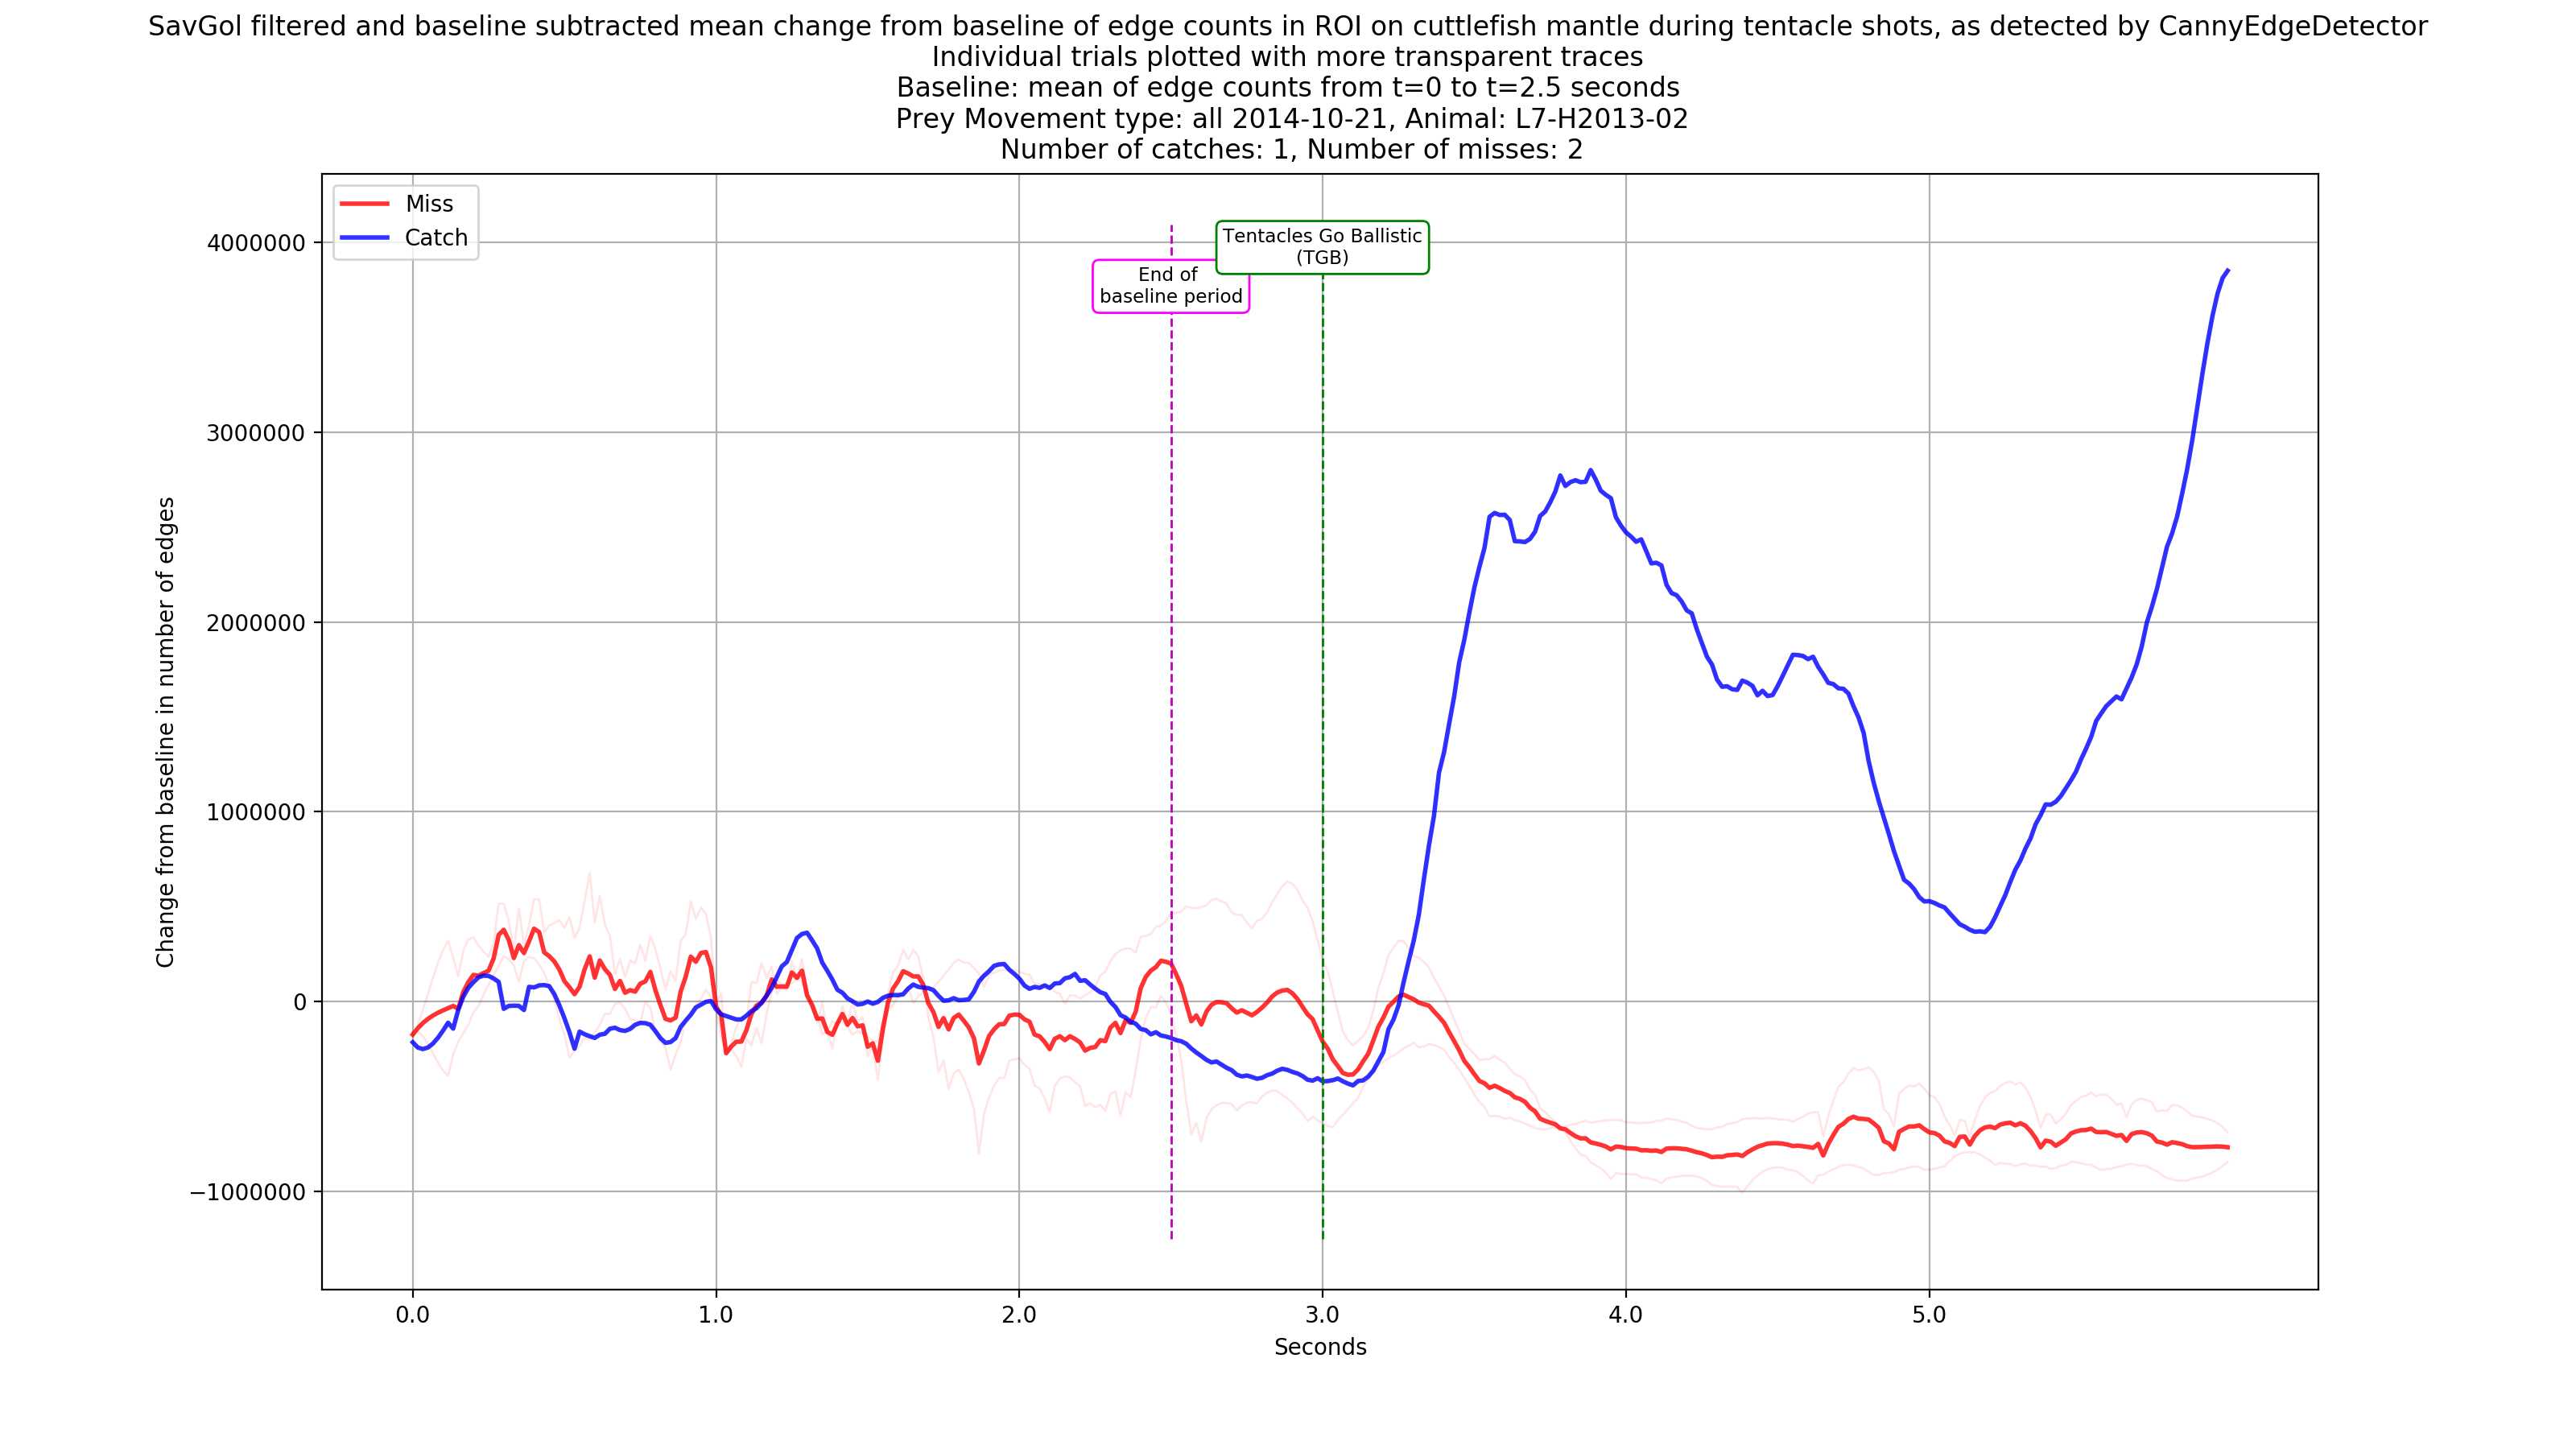 SavGol filtered and baseline subtracted mean change from baseline of edge counts in ROI on cuttlefish mantle during tentacle shots, as detected by CannyEdgeDetector
Individual trials plotted with more transparent traces
Baseline: mean of edge counts from t=0 to t=2.5 seconds
Prey Movement type: all 2014-10-21, Animal: L7-H2013-02
Number of catches: 1, Number of misses: 2
Miss
Catch
Tentacles Go Ballistic
(TGB)
End of
baseline period
Change from baseline in number of edges
4000000
3000000
2000000
1000000
0
−1000000
0.0 1.0 2.0 3.0 4.0 5.0
Seconds